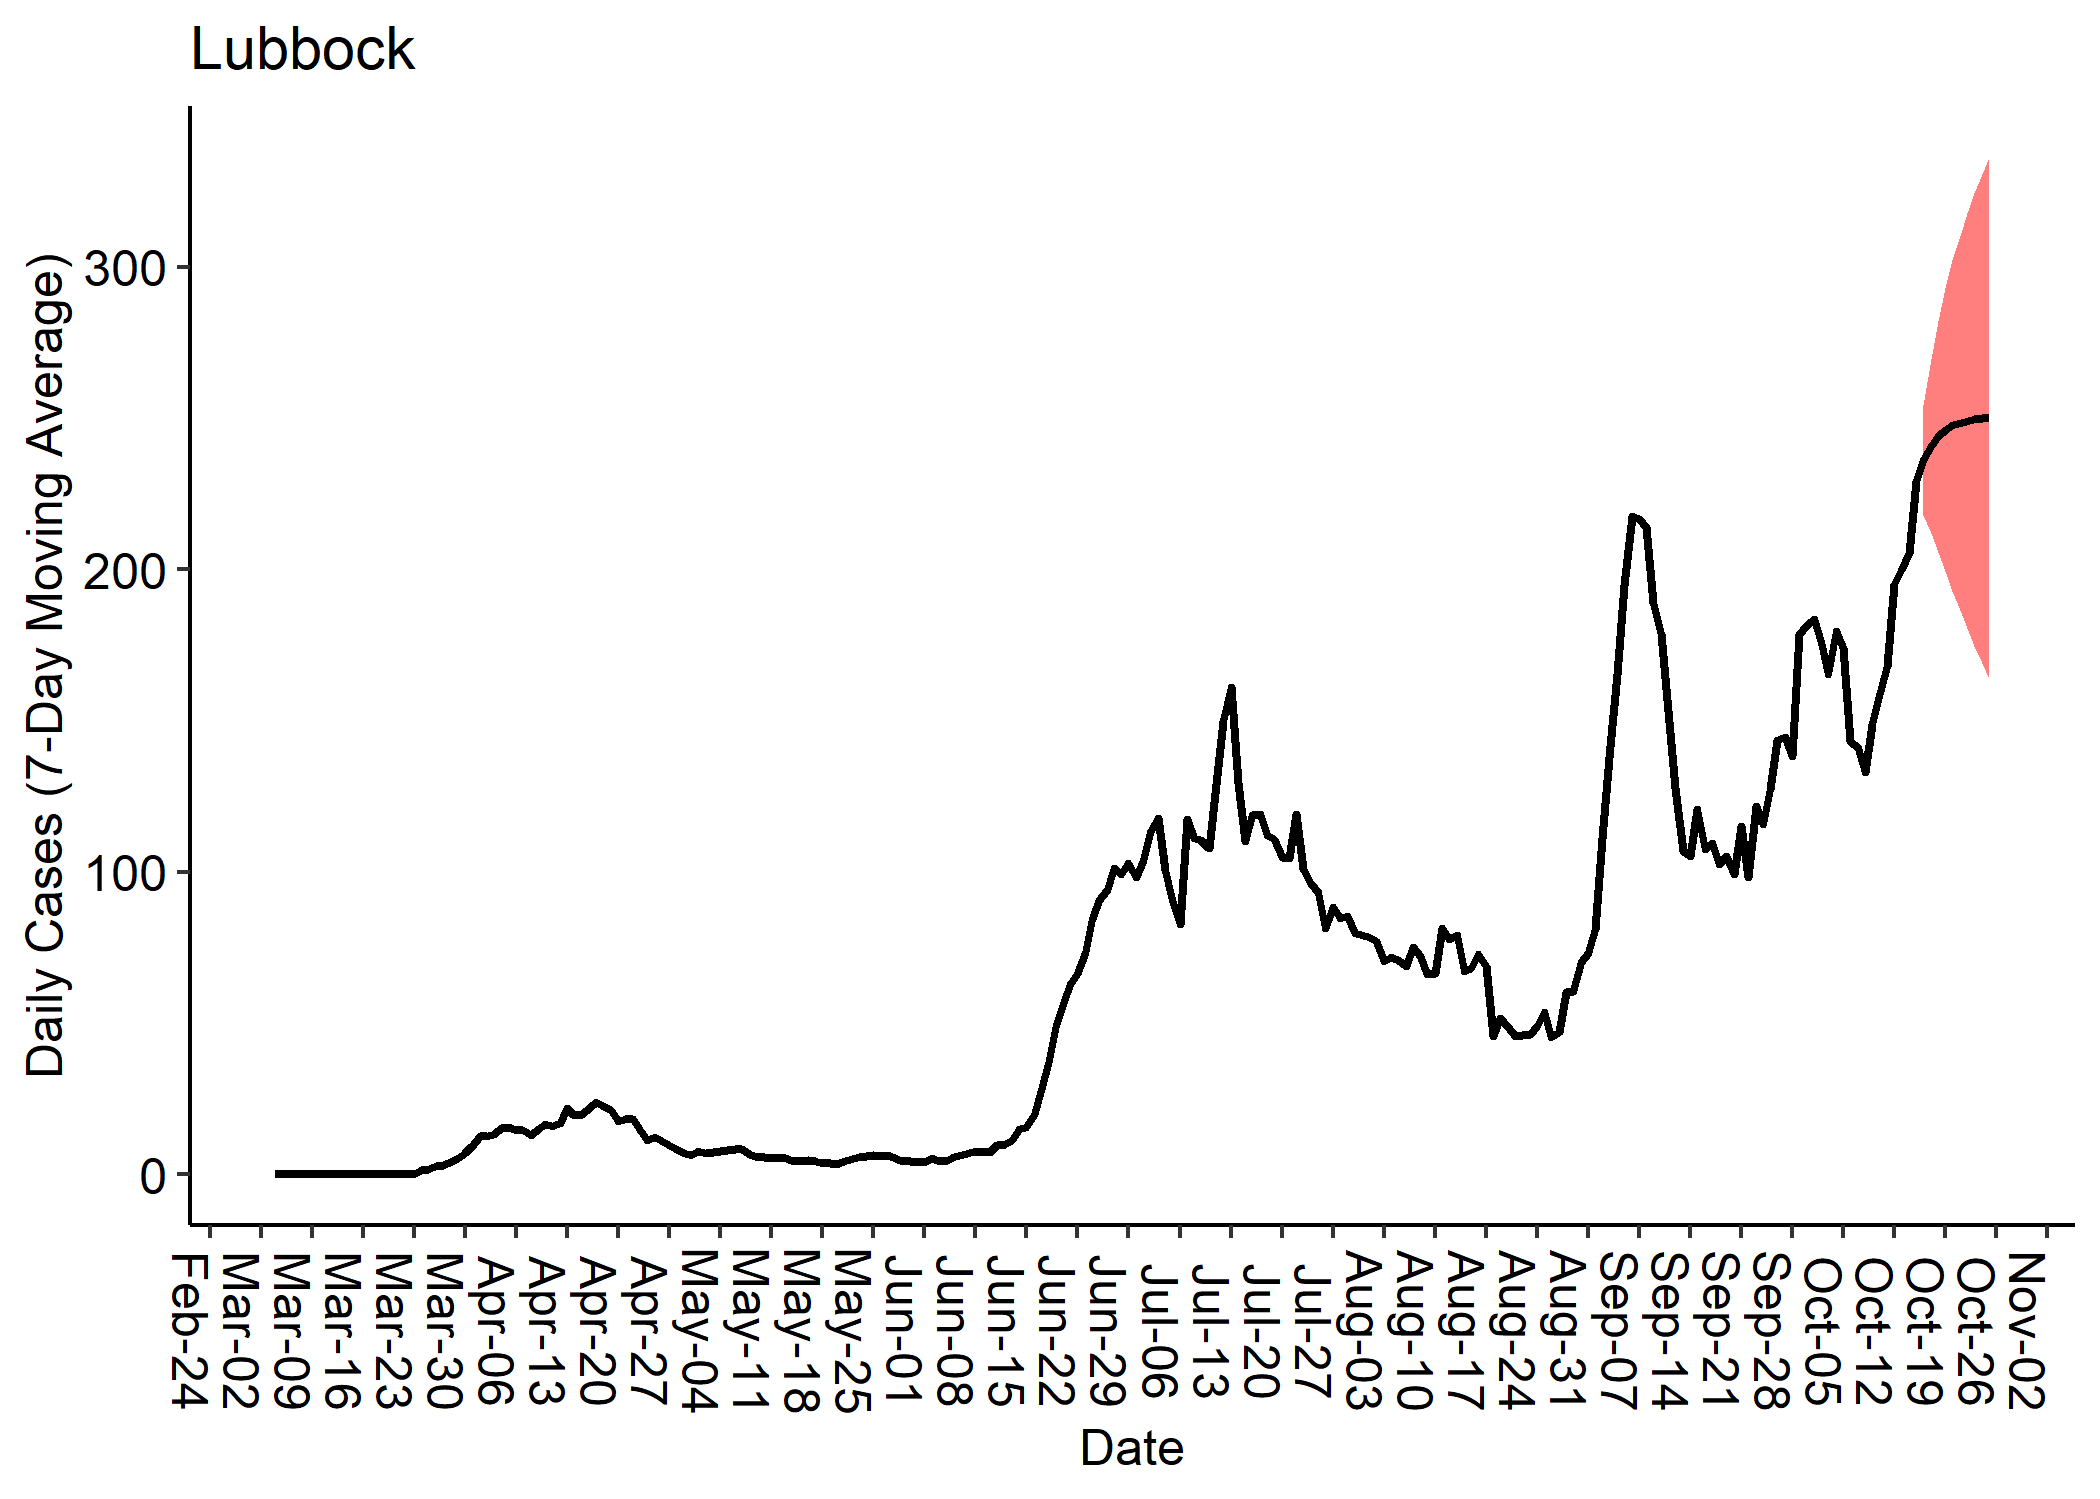 Lubbock
Daily Cases (7-Day Moving Average)
300
200
100
0
Feb-24
Mar-02
Mar-09
Mar-16
Mar-23
Mar-30
Apr-06
Apr-13
Apr-20
Apr-27
May-04
May-11
May-18
May-25
Jun-01
Jun-08
Jun-15
Jun-22
Jun-29
Jul-06
Jul-13
Jul-20
Jul-27
Aug-03
Aug-10
Aug-17
Aug-24
Aug-31
Sep-07
Sep-14
Sep-21
Sep-28
Oct-05
Oct-12
Oct-19
Oct-26
Nov-02
Date